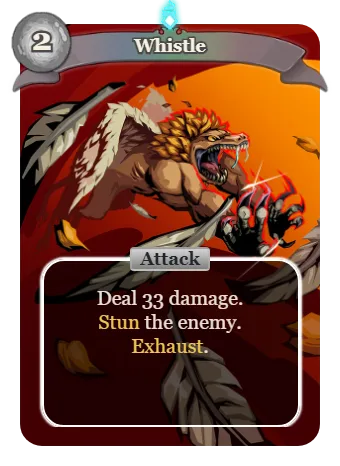 2
Whistle
Attack
Deal 33 damage.
Stun the enemy.
Exhaust.